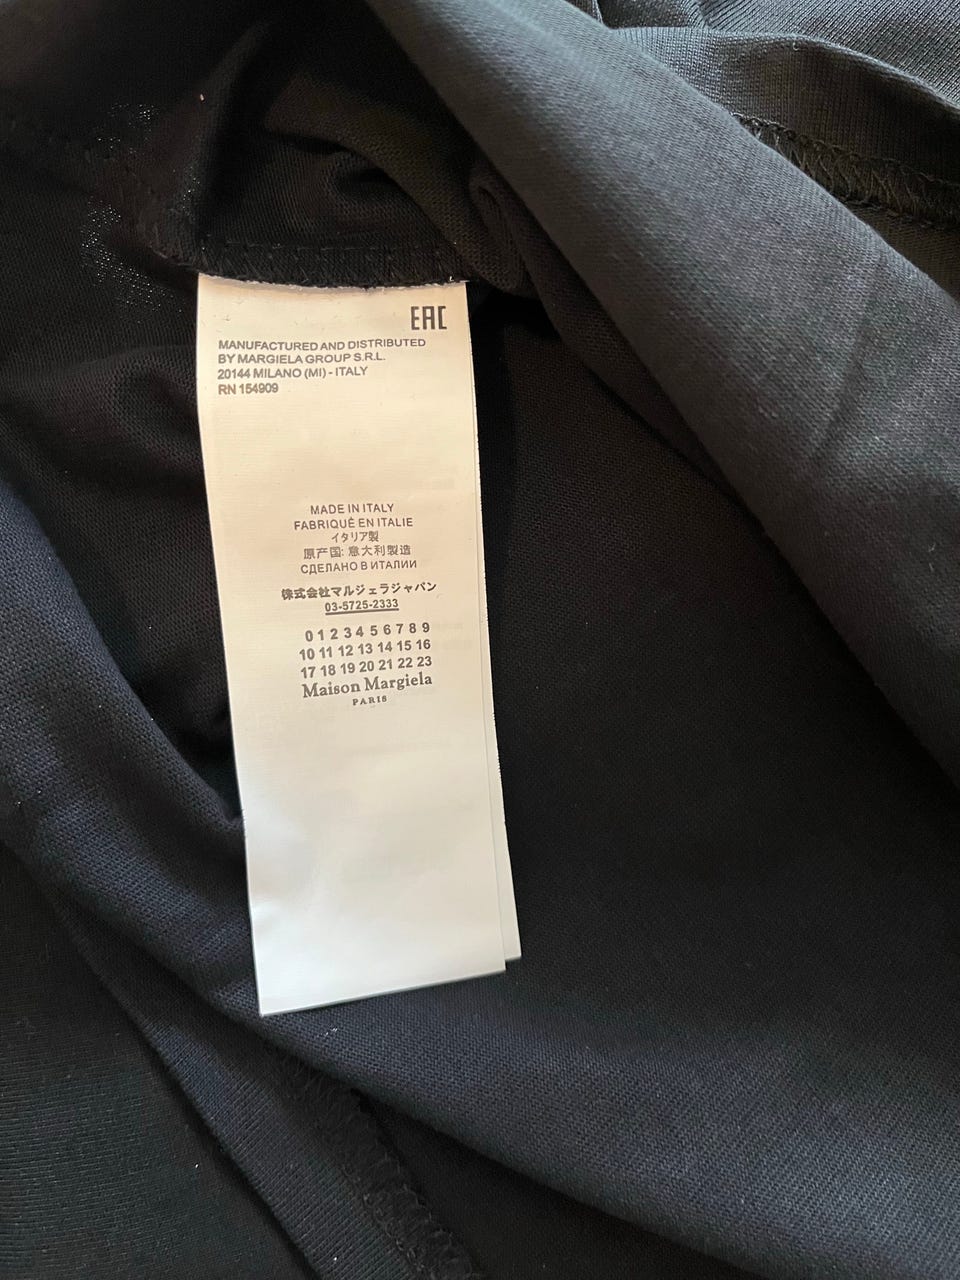 EAC
MANUFACTURED AND DISTRIBUTED
BY MARGIELA GROUP S.R.L.
20144 MILANO (MI) - ITALY
RN 154909
MADE IN ITALY
FABRIQUÉ EN ITALIE
イタリア製
原产国: 意大利製造
СДЕЛАНО В ИТАЛИИ
株式会社マルジェラジャパン
03-5725-2333
0 1 2 3 4 5 6 7 8 9
10 11 12 13 14 15 16
17 18 19 20 21 22 23
Maison Margiela
PARIS